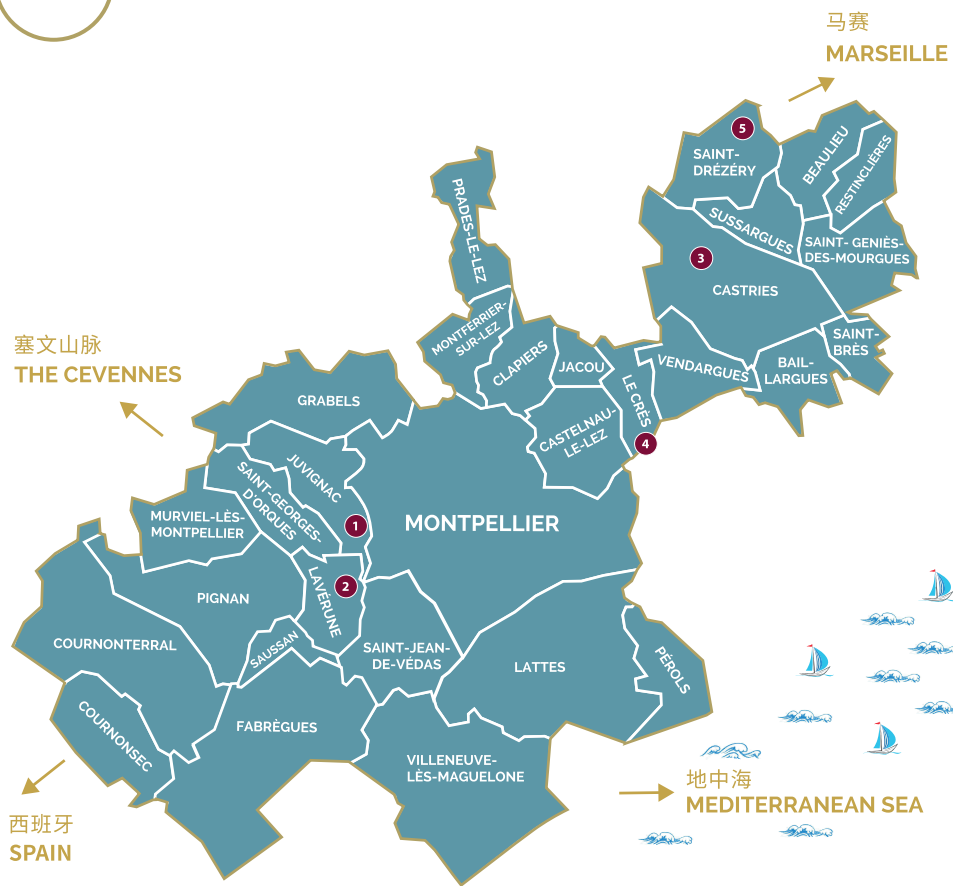 马赛
MARSEILLE
5
SAINT-
DRÉZÉRY
BEAULIEU
RESTINCLIÈRES
PRADES-LE-LEZ
SUSSARGUES
SAINT- GENIÈS-
DES-MOURGUES
3
CASTRIES
MONTFERRIER-
SUR-LEZ
塞文山脉
THE CEVENNES
CLAPIERS
JACOU
LE CRÈS
VENDARGUES
SAINT-
BRÈS
BAIL-
LARGUES
GRABELS
CASTELNAU-
LE-LEZ
4
JUVIGNAC
SAINT-GEORGES-
D'ORQUES
MURVIEL-LÈS-
MONTPELLIER
1
MONTPELLIER
2
LAVÉRUNE
PIGNAN
COURNONTERRAL
SAUSSAN
SAINT-JEAN-
DE-VÉDAS
LATTES
PÉROLS
COURNONSEC
FABRÈGUES
VILLENEUVE-
LÈS-MAGUELONE
地中海
MEDITERRANEAN SEA
西班牙
SPAIN